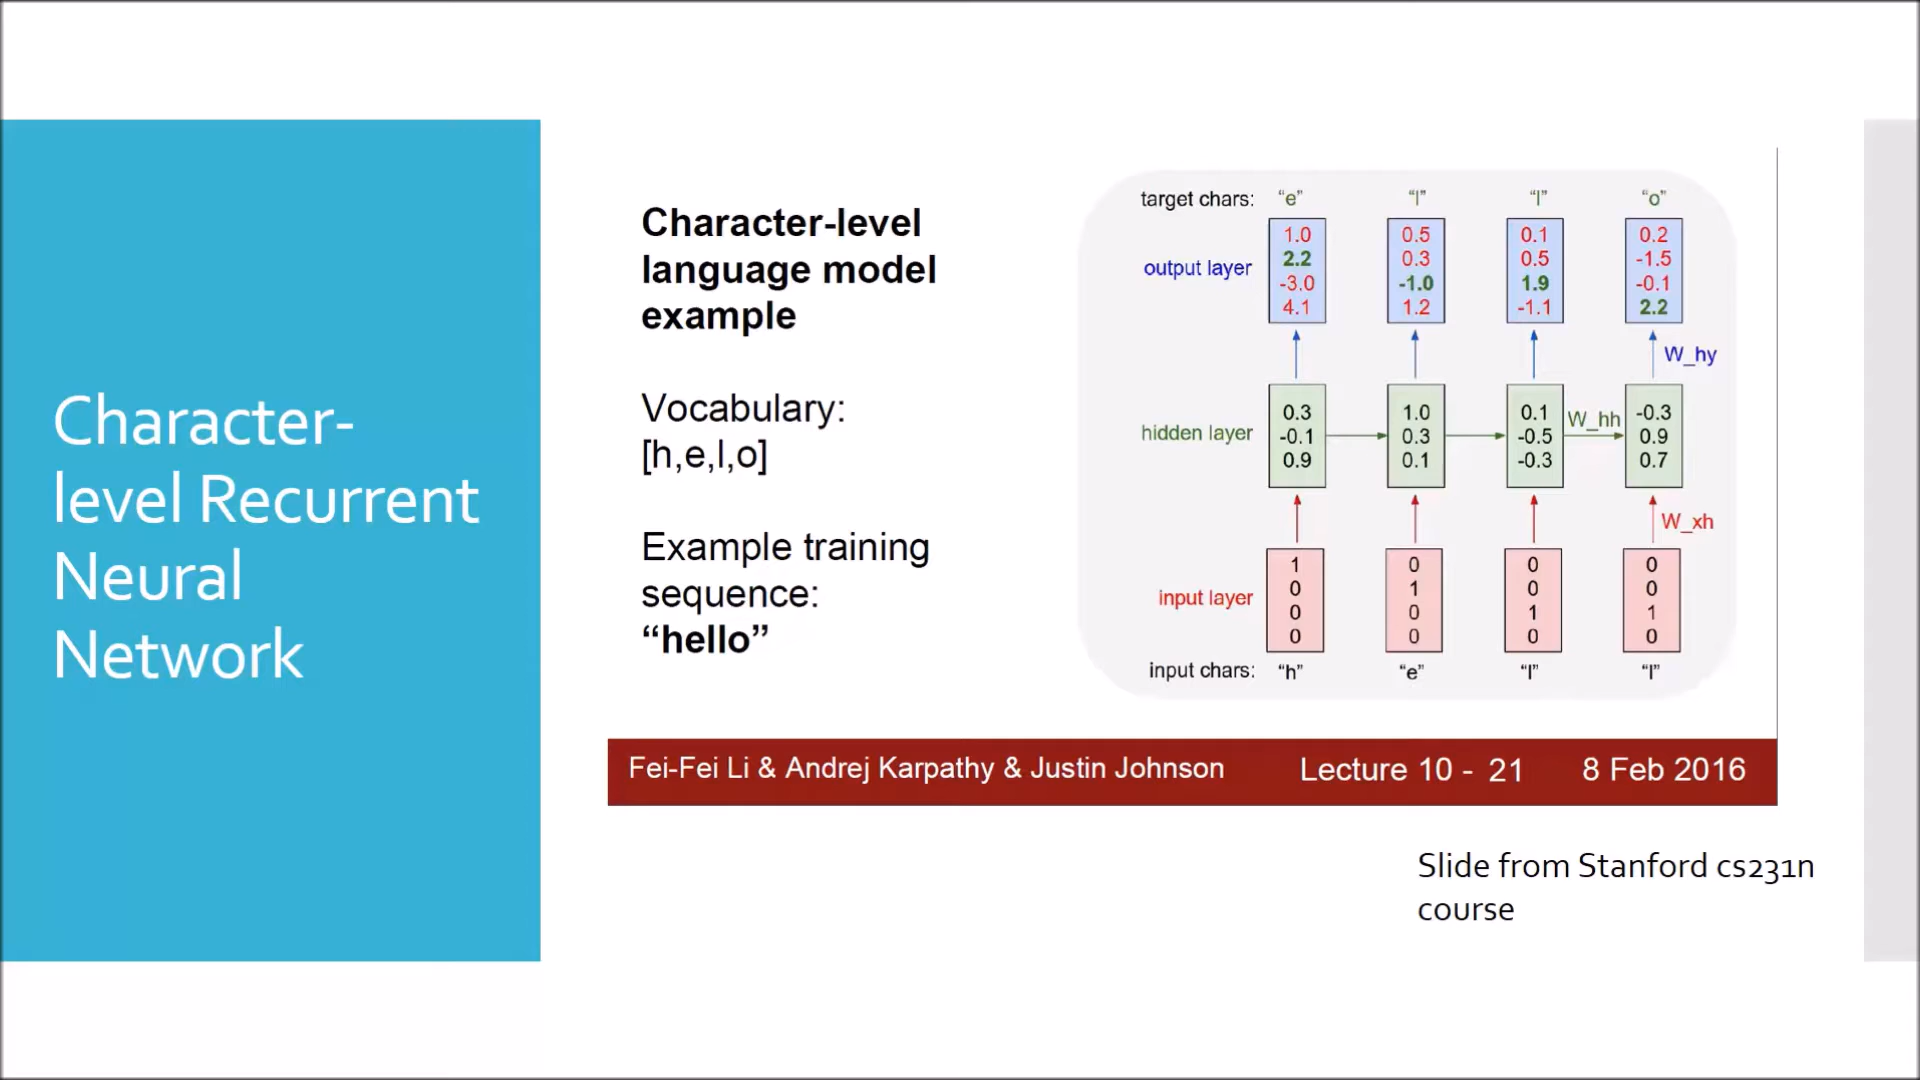 Character-
level Recurrent
Neural
Network
Character-level
language model
example
Vocabulary:
[h,e,l,o]
Example training
sequence:
“hello”
target chars: “e” “l” “l” “o”
output layer
1.0 0.5 0.1 0.2
2.2 0.3 0.5 -1.5
-3.0 -1.0 1.9 -0.1
4.1 1.2 -1.1 2.2
W_hy
hidden layer
0.3 1.0 0.1 W_hh -0.3
-0.1 0.3 -0.5 0.9
0.9 0.1 -0.3 0.7
W_xh
input layer
1 0 0 0
0 1 0 0
0 0 1 1
0 0 0 0
input chars: “h” “e” “l” “l”
Fei-Fei Li & Andrej Karpathy & Justin Johnson Lecture 10 - 21 8 Feb 2016
Slide from Stanford cs231n
course